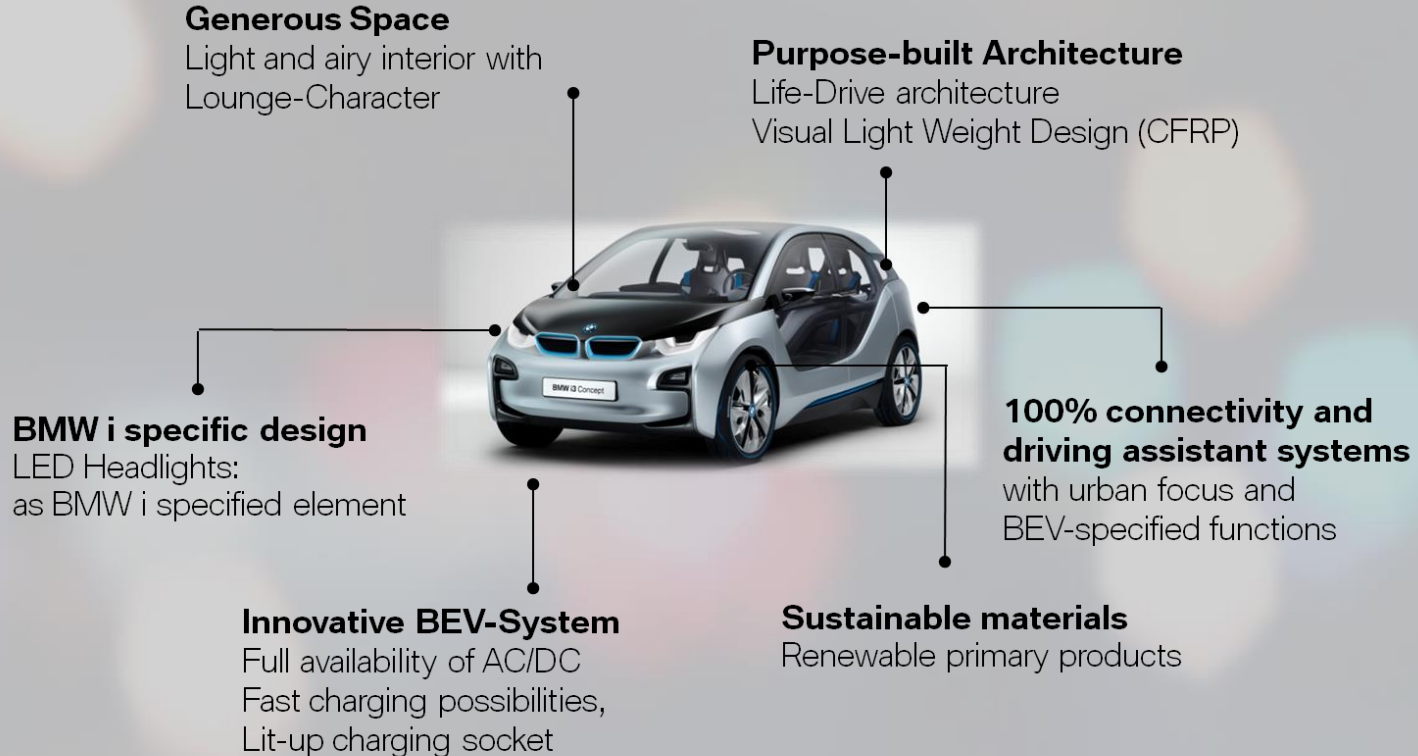 Generous Space
Light and airy interior with
Lounge-Character
Purpose-built Architecture
Life-Drive architecture
Visual Light Weight Design (CFRP)
BMW i3 Concept
BMW i specific design
LED Headlights:
as BMW i specified element
100% connectivity and
driving assistant systems
with urban focus and
BEV-specified functions
Innovative BEV-System
Full availability of AC/DC
Fast charging possibilities,
Lit-up charging socket
Sustainable materials
Renewable primary products